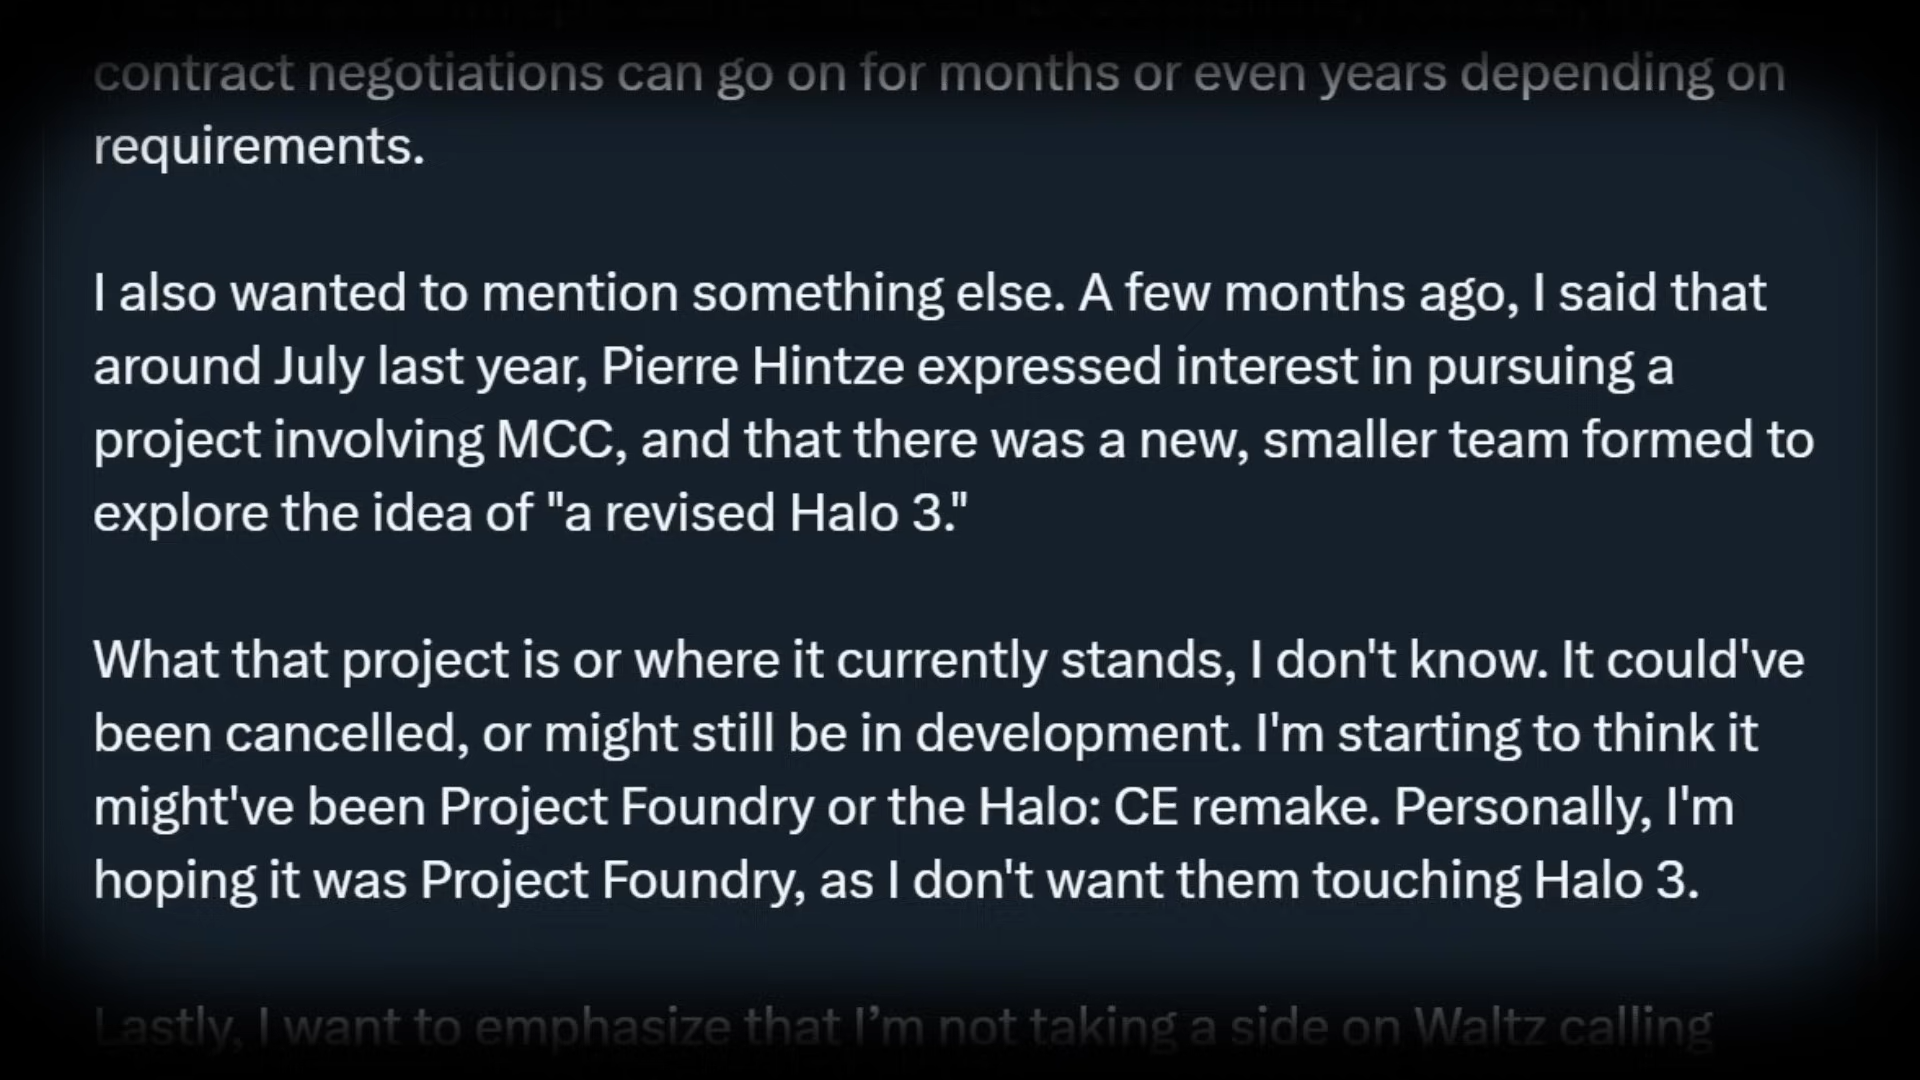 contract negotiations can go on for months or even years depending on
requirements.
I also wanted to mention something else. A few months ago, I said that
around July last year, Pierre Hintze expressed interest in pursuing a
project involving MCC, and that there was a new, smaller team formed to
explore the idea of "a revised Halo 3."
What that project is or where it currently stands, I don't know. It could've
been cancelled, or might still be in development. I'm starting to think it
might've been Project Foundry or the Halo: CE remake. Personally, I'm
hoping it was Project Foundry, as I don't want them touching Halo 3.
Lastly, I want to emphasize that I’m not taking a side on Waltz calling